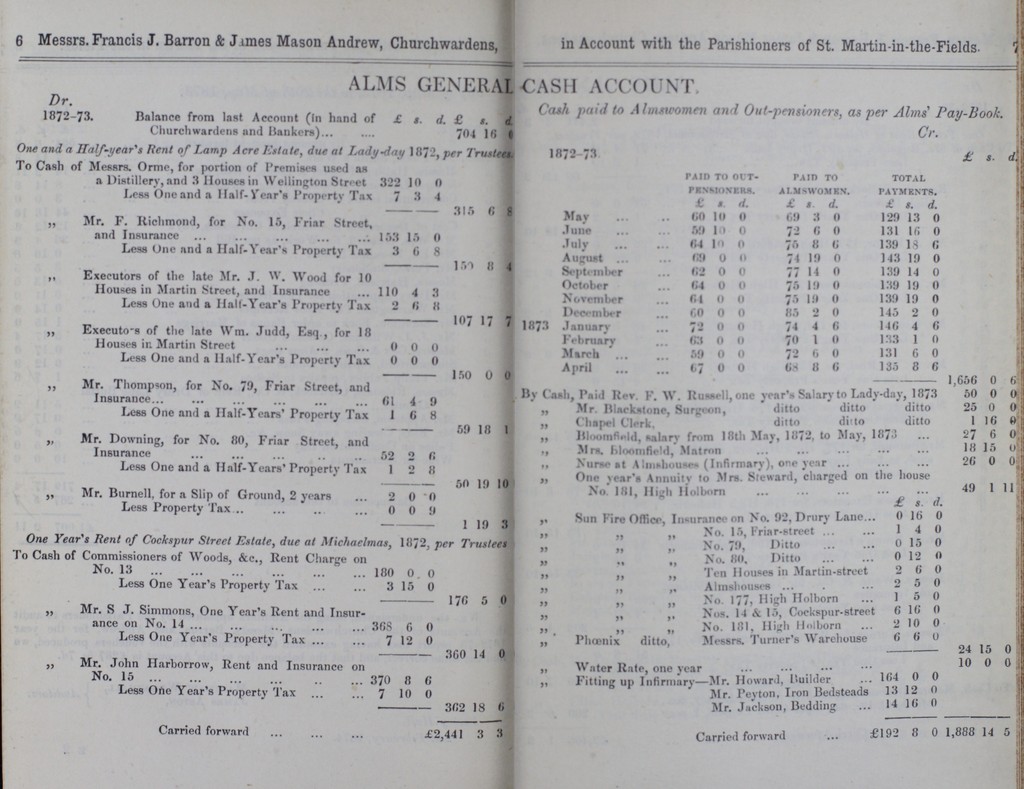 6 Messrs. Francis J. Barron & James Mason Andrew, Churchwardens,
ALMS GENERAL
Dr.
1872-73. Balance from last Account (in hand of £ s. d. £ s. d.
Churchwardens and Bankers)... ... 704 16 0
One and a Half-year's Rent of Lamp Acre Estate, due at Lady-day 1872, per Trustees
To Cash of Messrs. Orme, for portion of Premises used as
a Distillery, and 3 Houses in Wellington Street 322 10 0
Less One and a Half-Year's Property Tax 7 3 4
315 6 8
„ Mr. F. Richmond, for No. 15, Friar Street,
and Insurance ... ... ... ... ... 153 15 0
Less One and a Half-Year's Property Tax 3 6 8
150 8 4
„ Executors of the late Mr. J. W. Wood for 10
Houses in Martin Street, and Insurance ... 110 4 3
Less One and a Half-Year's Property Tax 2 6 8
107 17 7
„ Executors of the late Wm. Judd, Esq., for 18
Houses in Martin Street ... ... ... 0 0 0
Less One and a Half-Year's Property Tax 0 0 0
150 0 0
„ Mr. Thompson, for No. 79, Friar Street, and
Insurance... ... ... ... ... ... 61 4 9
Less One and a Half-Years' Property Tax 1 6 8
59 18 1
„ Mr. Downing, for No. 80, Friar Street, and
Insurance ... ... ... ... ... 52 2 6
Less One and a Half-Years' Property Tax 1 2 8
50 19 10
„ Mr. Burnell, for a Slip of Ground, 2 years ... 2 0 0
Less Property Tax... ... ... ... 0 0 9
1 19 3
One Year's Rent of Cockspur Street Estate, due at Michaelmas, 1872, per Trustees
To Cash of Commissioners of Woods, &c., Rent Charge on
No. 13 ... ... ... ... ... ... ... 180 0 0
Less One Year's Property Tax ... ... 3 15 0
176 5 0
„ Mr. S J. Simmons, One Year's Rent and Insur-
ance on No. 14 ... ... ... ... ... 368 6 0
Less One Year's Property Tax ... ... 7 12 0
360 14 0
„ Mr. John Harborrow, Rent and Insurance on
No. 15 ... ... ... ... ... ... 370 8 6
Less One Year's Property Tax ... ... 7 10 0
362 18 6
Carried forward ... ... ... £2,441 3 3
in Account with the Parishioners of St. Martin-in-the-Fields. 7
CASH ACCOUNT.
Cash paid to Almswomen and Out-pensioners, as per Alms' Pay-Book.
Cr.
1872-73 £ s. d.
PAID TO OUT- PAID TO TOTAL
PENSIONERS. ALMSWOMEN. PAYMENTS.
£ s. d. £ s. d. £ s. d.
May ... ... 60 10 0 69 3 0 129 13 0
June ... ... 59 10 0 72 6 0 131 16 0
July ... ... 64 10 0 75 8 6 139 18 6
August ... ... 69 0 0 74 19 0 143 19 0
September ... 62 0 0 77 14 0 139 14 0
October ... 64 0 0 75 19 0 139 19 0
November ... 64 0 0 75 19 0 139 19 0
December ... 60 0 0 85 2 0 145 2 0
1873 January ... 72 0 0 74 4 6 146 4 6
February ... 63 0 0 70 1 0 133 1 0
March ... ... 59 0 0 72 6 0 131 6 0
April ... ... 67 0 0 68 8 6 135 8 6
1,656 0 6
By Cash, Paid Rev. F. W. Russell, one year's Salary to Lady-day, 1873 50 0 0
„ Mr. Blackstone, Surgeon, ditto ditto ditto 25 0 0
„ Chapel Clerk, ditto ditto ditto 1 16 0
„ Bloomfield, salary from 18th May, 1872, to May, 1873 ... 27 6 0
„ Mrs. Bloomfield, Matron ... ... ... ... ... 18 15 0
„ Nurse at Almshouses (Infirmary), one year ... ... ... 26 0 0
„ One year's Annuity to Mrs. Steward, charged on the house
No. 181, High Holborn ... ... ... ... ... 49 1 11
£ s. d.
„ Sun Fire Office, Insurance on No. 92, Drury Lane... 0 16 0
„ „ „ No. 15, Friar-street ... ... 1 4 0
„ „ „ No. 79, Ditto ... ... 0 15 0
„ „ „ No. 80, Ditto ... ... 0 12 0
„ „ „ Ten Houses in Martin-street 2 6 0
„ „ „ Almshouses ... ... ... 2 5 0
„ „ „ No. 177, High Holborn ... 1 5 0
„ „ „ Nos. 14 & 15, Cockspur-street 6 16 0
„ „ „ No. 181, High Holborn ... 2 10 0
„ Phœnix ditto, Messrs. Turner's Warehouse 6 6 0
24 15 0
„ Water Rate, one year ... ... ... ... 10 0 0
„ Fitting up Infirmary—Mr. Howard, Builder ... 164 0 0
Mr. Peyton, Iron Bedsteads 13 12 0
Mr. Jackson, Bedding ... 14 16 0
Carried forward ... £192 8 0 1,888 14 5